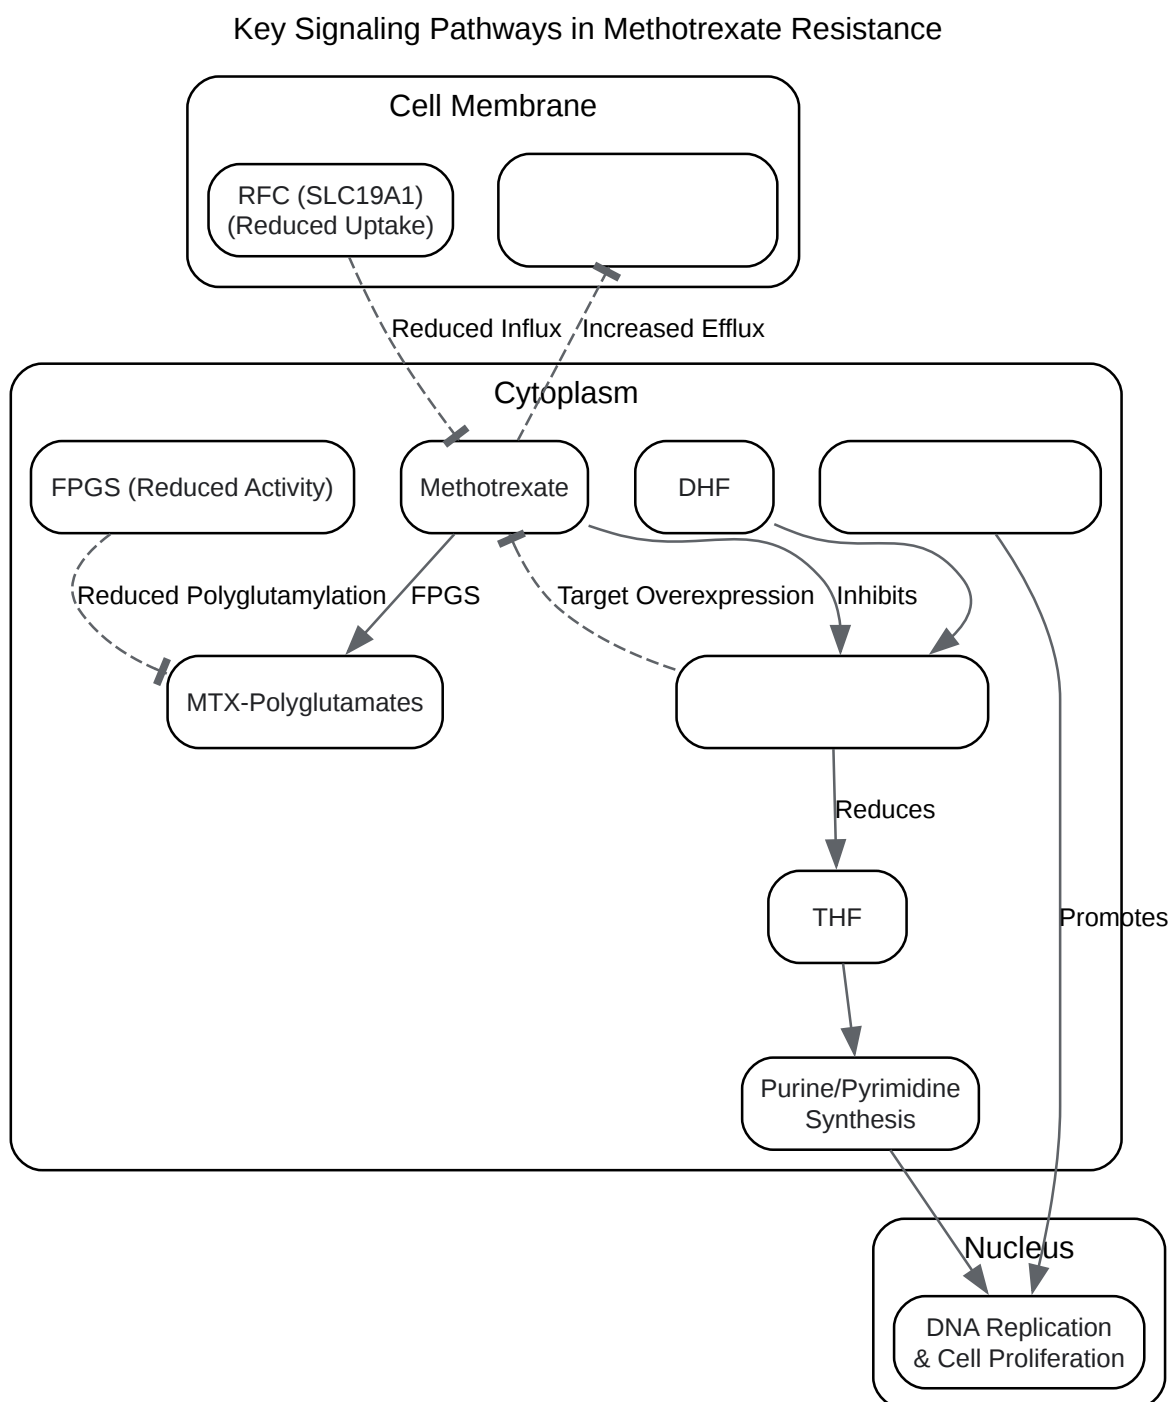 Key Signaling Pathways in Methotrexate Resistance
Cell Membrane
RFC (SLC19A1)
(Reduced Uptake)
Reduced Influx
Increased Efflux
Cytoplasm
FPGS (Reduced Activity)
Methotrexate
DHF
Reduced Polyglutamylation
FPGS
Target Overexpression
Inhibits
MTX-Polyglutamates
Reduces
THF
Promotes
Purine/Pyrimidine
Synthesis
Nucleus
DNA Replication
& Cell Proliferation